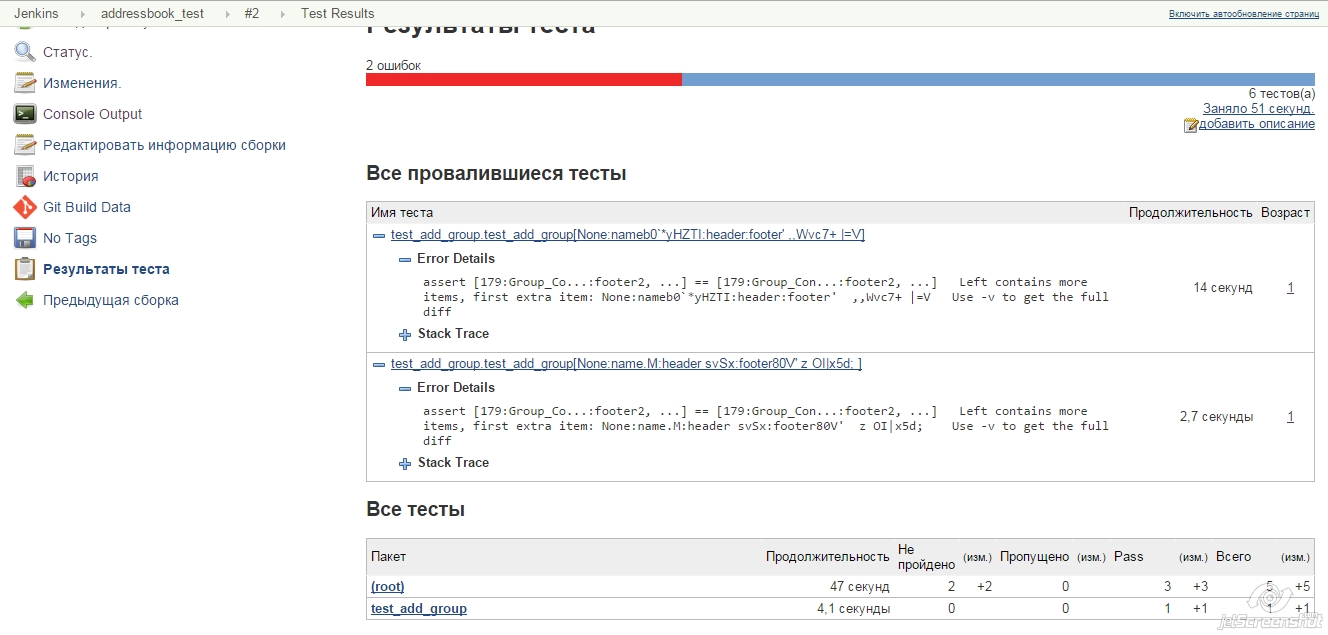 Jenkins addressbook_test #2 Test Results Включить автообновление страниц
Результаты теста
Статус.
Изменения.
Console Output
Редактировать информацию сборки
История
Git Build Data
No Tags
Результаты теста
Предыдущая сборка
2 ошибок
6 тестов(а)
Заняло 51 секунд.
добавить описание
Все провалившиеся тесты
Имя теста Продолжительность Возраст
test_add_group.test_add_group[None:nameb0`*yHZTI:header:footer' ,,Wvc7+ |=V]
Error Details
assert [179:Group_Co...:footer2, ...] == [179:Group_Con...:footer2, ...] Left contains more
items, first extra item: None:nameb0`*yHZTI:header:footer' ,,Wvc7+ |=V Use -v to get the full
diff
14 секунд 1
Stack Trace
test_add_group.test_add_group[None:name.M:header svSx:footer80V' z OI|x5d; ]
Error Details
assert [179:Group_Co...:footer2, ...] == [179:Group_Con...:footer2, ...] Left contains more
items, first extra item: None:name.M:header svSx:footer80V' z OI|x5d; Use -v to get the full
diff
2,7 секунды 1
Stack Trace
Все тесты
Пакет Продолжительность Не пройдено (изм.) Пропущено (изм.) Pass (изм.) Всего (изм.)
(root) 47 секунд 2 +2 0 3 +3 5 +5
test_add_group 4,1 секунды 0 0 1 +1 1 +1
jetScreenshot